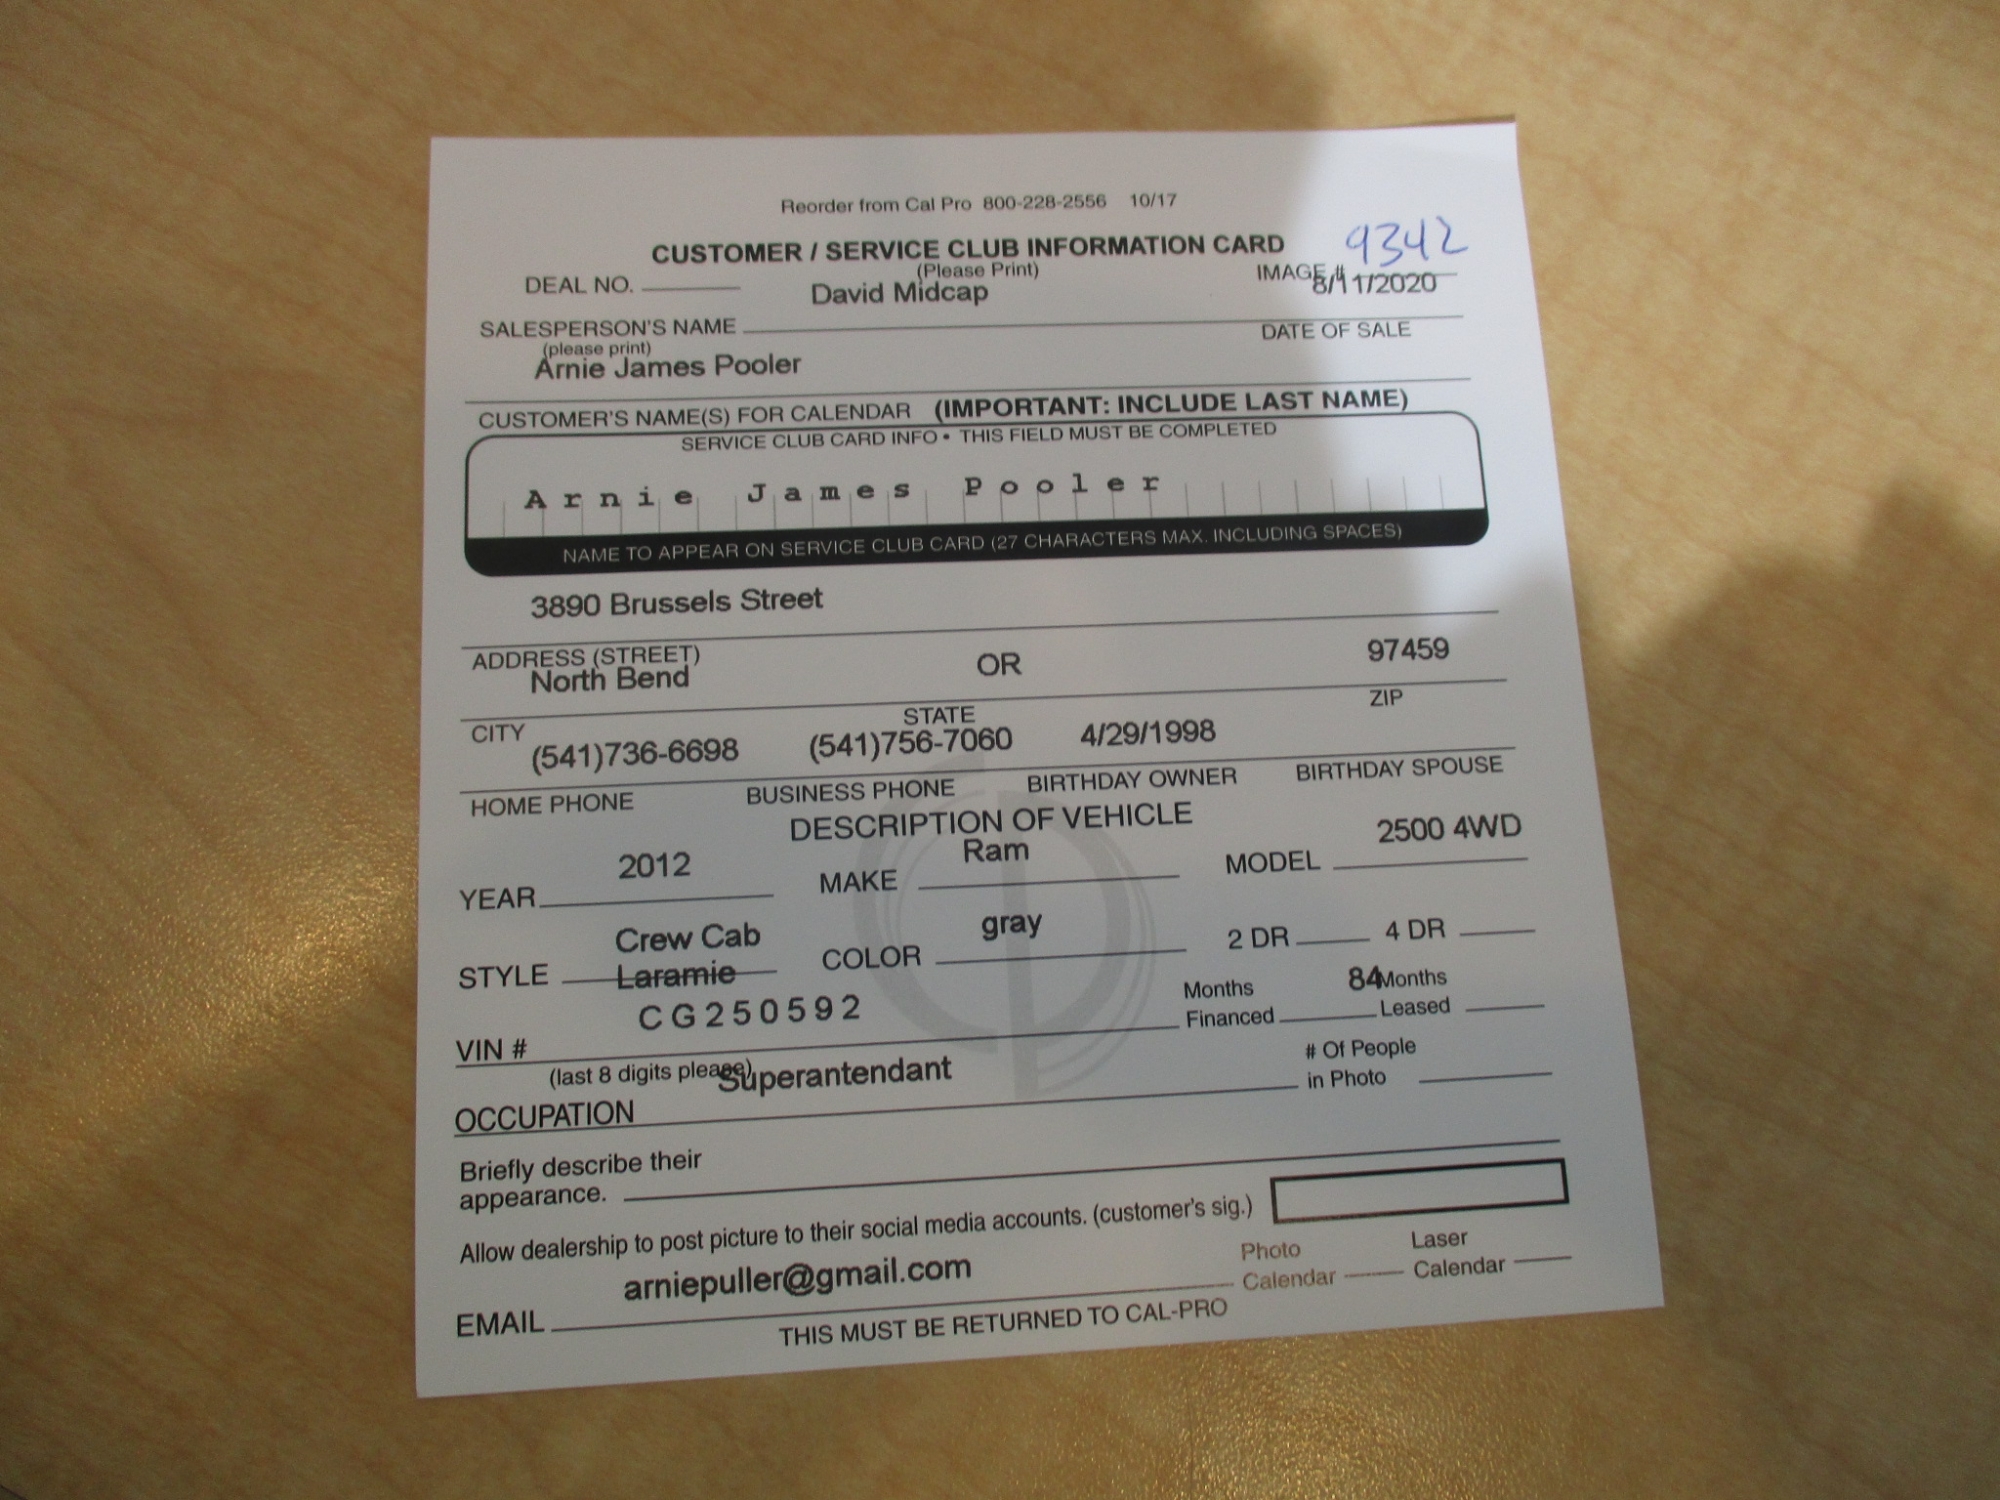 Reorder from Cal Pro 800-228-2556 10/17
CUSTOMER / SERVICE CLUB INFORMATION CARD 9342
(Please Print)
DEAL NO. IMAGE #
David Midcap 8/11/2020
SALESPERSON'S NAME DATE OF SALE
(please print)
Arnie James Pooler
CUSTOMER'S NAME(S) FOR CALENDAR (IMPORTANT: INCLUDE LAST NAME)
SERVICE CLUB CARD INFO • THIS FIELD MUST BE COMPLETED
Arnie James Pooler
NAME TO APPEAR ON SERVICE CLUB CARD (27 CHARACTERS MAX. INCLUDING SPACES)
3890 Brussels Street
ADDRESS (STREET)
North Bend OR 97459
CITY STATE ZIP
(541)736-6698 (541)756-7060 4/29/1998
HOME PHONE BUSINESS PHONE BIRTHDAY OWNER BIRTHDAY SPOUSE
DESCRIPTION OF VEHICLE
2012 Ram 2500 4WD
YEAR MAKE MODEL
Crew Cab gray
STYLE Laramie COLOR 2 DR 4 DR
CG250592 Months 84 Months
VIN # Financed Leased
(last 8 digits please) Superantendant # Of People
OCCUPATION in Photo
Briefly describe their
appearance.
Allow dealership to post picture to their social media accounts. (customer's sig.)
arniepuller@gmail.com Photo Laser
EMAIL Calendar Calendar
THIS MUST BE RETURNED TO CAL-PRO